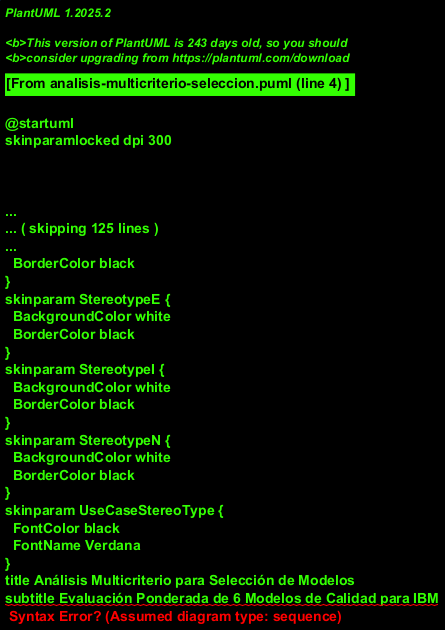 PlantUML 1.2025.2
<b>This version of PlantUML is 243 days old, so you should
<b>consider upgrading from https://plantuml.com/download
[From analisis-multicriterio-seleccion.puml (line 4) ]
@startuml
skinparamlocked dpi 300
...
... ( skipping 125 lines )
...
BorderColor black
}
skinparam StereotypeE {
BackgroundColor white
BorderColor black
}
skinparam StereotypeI {
BackgroundColor white
BorderColor black
}
skinparam StereotypeN {
BackgroundColor white
BorderColor black
}
skinparam UseCaseStereoType {
FontColor black
FontName Verdana
}
title Análisis Multicriterio para Selección de Modelos
subtitle Evaluación Ponderada de 6 Modelos de Calidad para IBM
Syntax Error? (Assumed diagram type: sequence)